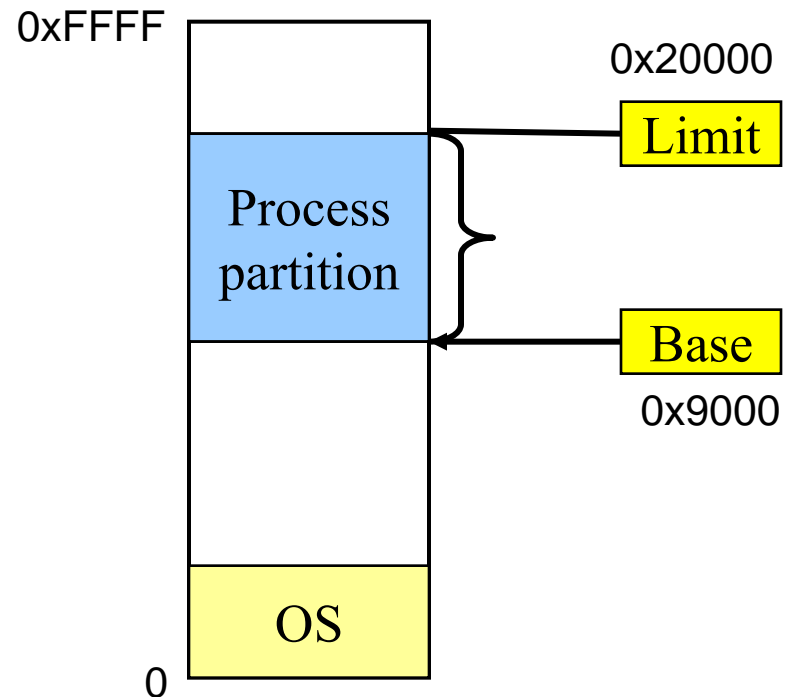 0xFFFF
0x20000
Limit
Process
partition
Base
0x9000
OS
0